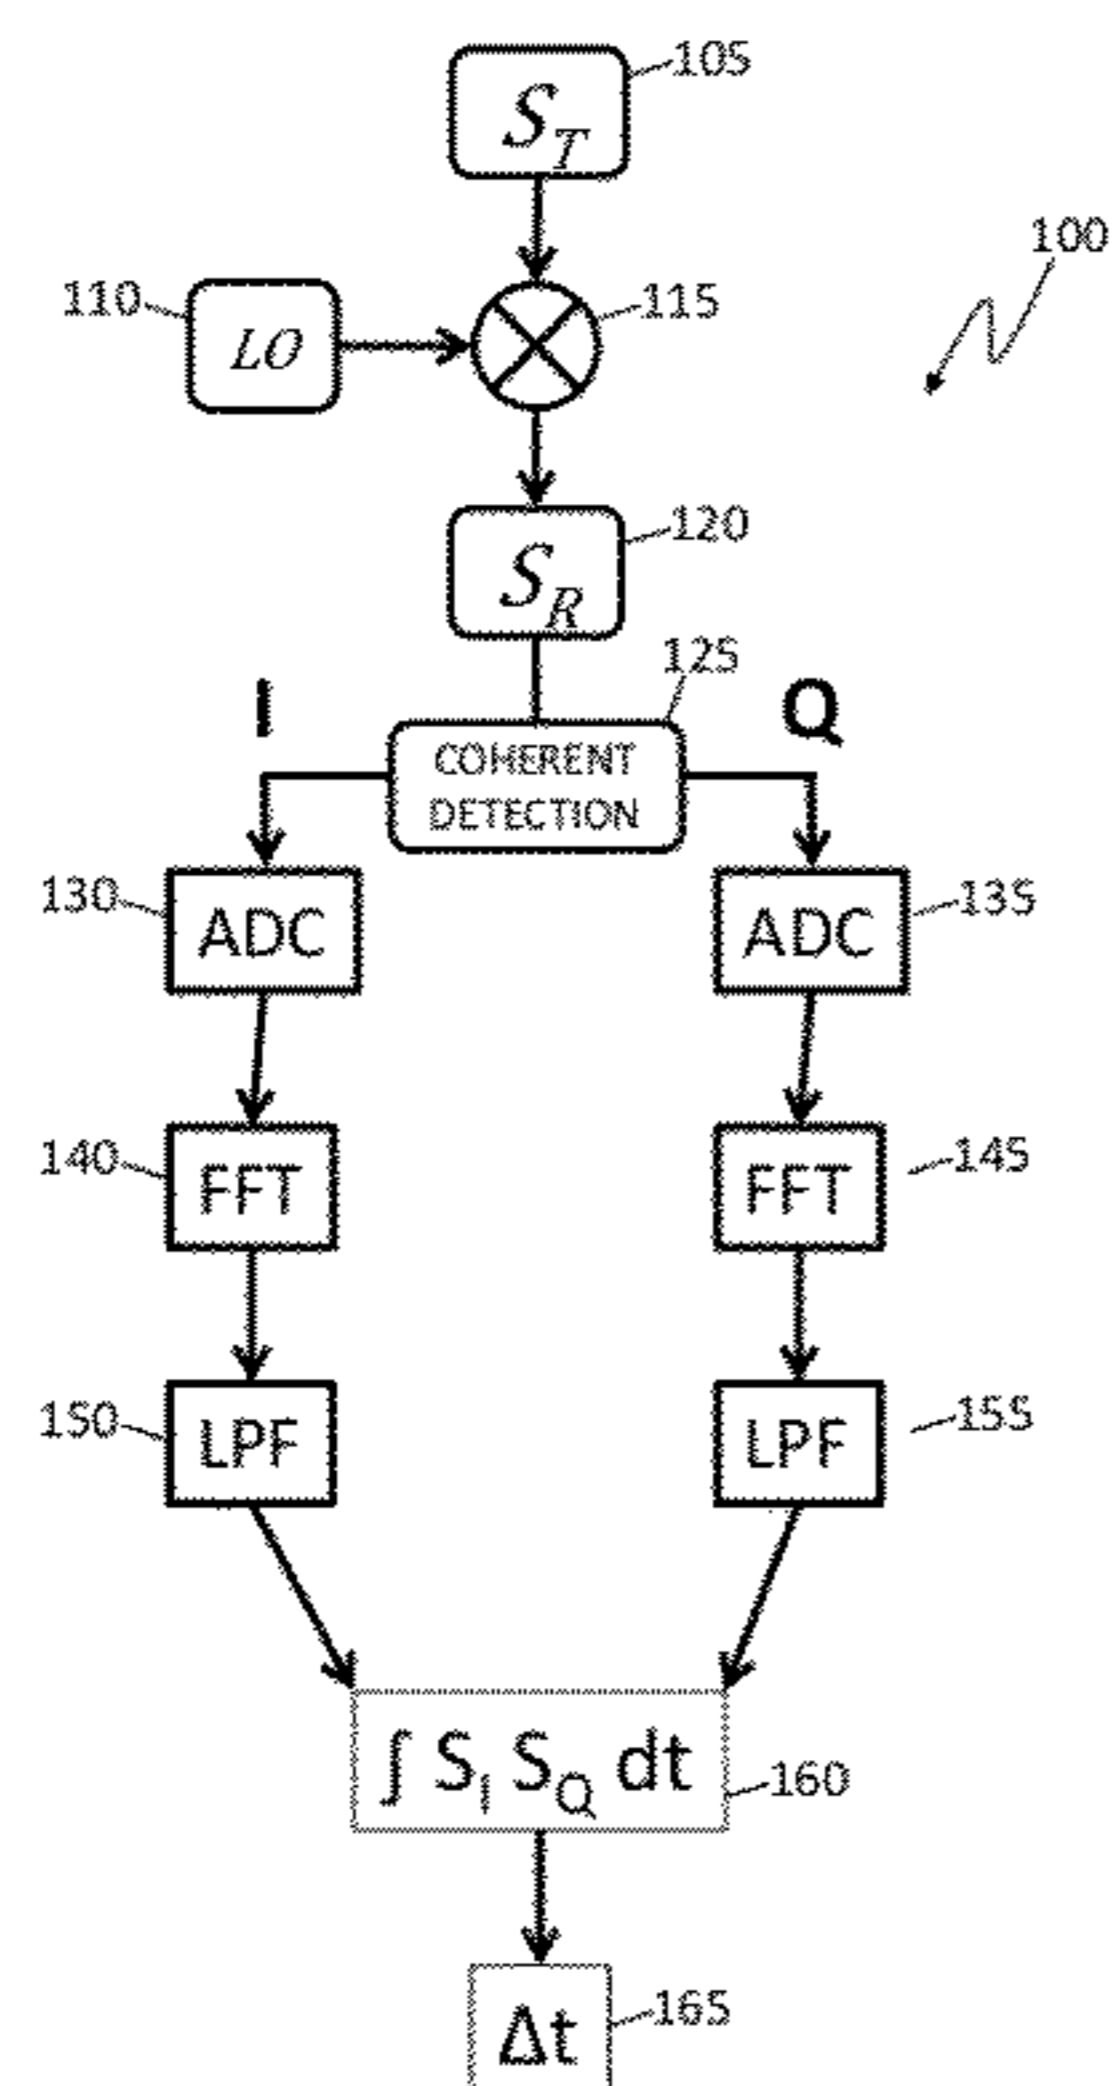 105
S_T
100
110
LO
115
120
S_R
125
I
Q
COHERENT
DETECTION
130
ADC
ADC
135
140
FFT
FFT
145
150
LPF
LPF
155
∫ S_I S_Q dt
160
Δt
165